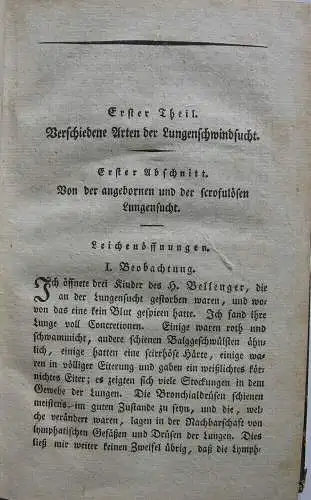 Erster Theil.
Verschiedene Arten der Lungenschwindsucht.
Erster Abschnitt.
Von der angebornen und der scrofulösen
Lungensucht.
Leichenöffnungen.
I. Beobachtung.
Ich öffnete drei Kinder des H. Bellenger, die
an der Lungensucht gestorben waren, und wo-
von das eine kein Blut gespieen hatte. Ich fand ihre
Lunge voll Concretionen. Einige waren roth und
schwammicht, andere schienen Balggeschwülsten ähn-
lich, einige hatten eine scirrhöse Härte, einige wa-
ren in völliger Eiterung und gaben ein weißlichtes kör-
nichtes Eiter; es zeigten sich viele Stockungen in dem
Gewebe der Lungen. Die Bronchialdrüsen schienen
meistens im guten Zustande zu seyn, und die, wel-
che verändert waren, lagen in der Nachbarschaft von
lymphatischen Gefäßen und Drüsen der Lungen. Dies
ließ mir weiter keinen Zweifel übrig, daß die Lymph-